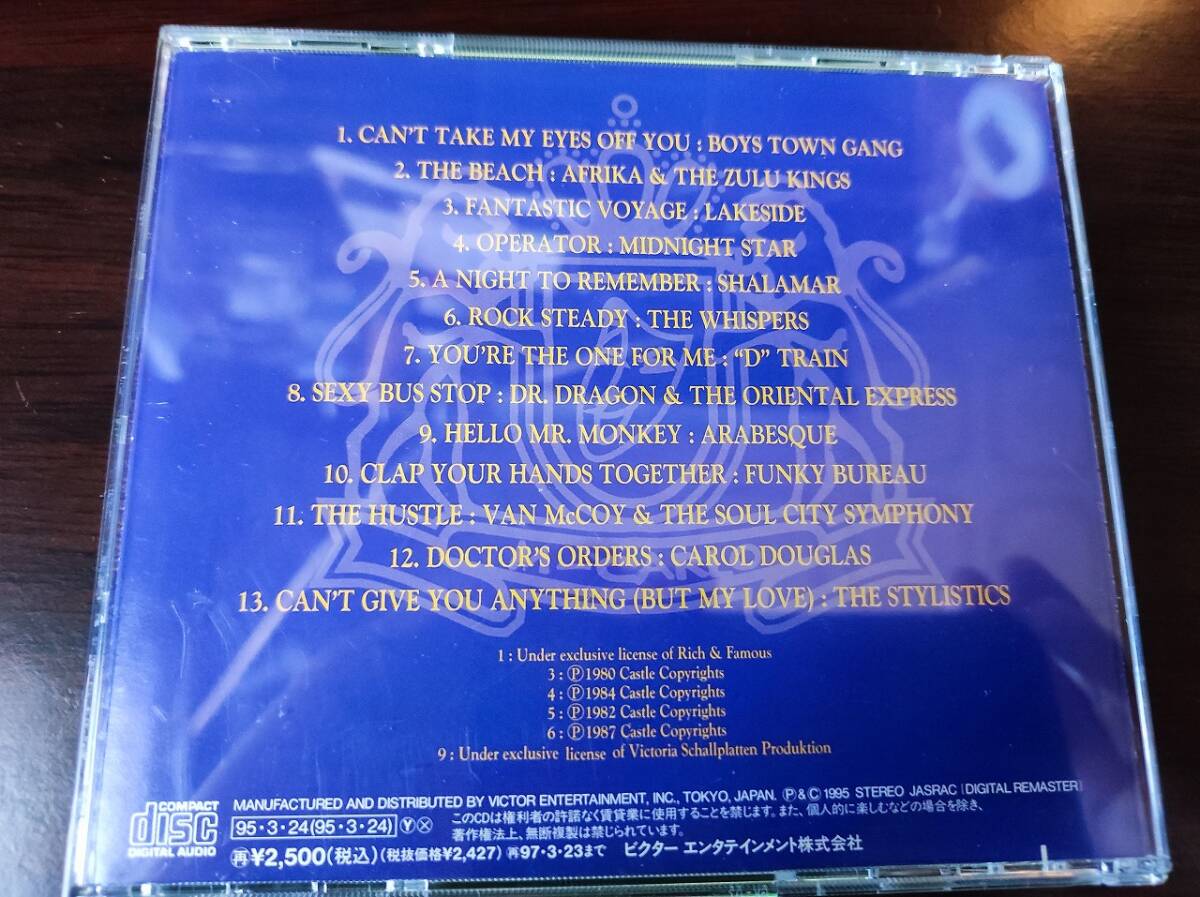 1. CAN'T TAKE MY EYES OFF YOU : BOYS TOWN GANG
2. THE BEACH : AFRIKA & THE ZULU KINGS
3. FANTASTIC VOYAGE : LAKESIDE
4. OPERATOR : MIDNIGHT STAR
5. A NIGHT TO REMEMBER : SHALAMAR
6. ROCK STEADY : THE WHISPERS
7. YOU'RE THE ONE FOR ME : “D” TRAIN
8. SEXY BUS STOP : DR. DRAGON & THE ORIENTAL EXPRESS
9. HELLO MR. MONKEY : ARABESQUE
10. CLAP YOUR HANDS TOGETHER : FUNKY BUREAU
11. THE HUSTLE : VAN McCOY & THE SOUL CITY SYMPHONY
12. DOCTOR'S ORDERS : CAROL DOUGLAS
13. CAN'T GIVE YOU ANYTHING (BUT MY LOVE) : THE STYLISTICS
1 : Under exclusive license of Rich & Famous
3 : Ⓟ1980 Castle Copyrights
4 : Ⓟ1984 Castle Copyrights
5 : Ⓟ1982 Castle Copyrights
6 : Ⓟ1987 Castle Copyrights
9 : Under exclusive license of Victoria Schallplatten Produktion
COMPACT disc DIGITAL AUDIO
MANUFACTURED AND DISTRIBUTED BY VICTOR ENTERTAINMENT, INC., TOKYO, JAPAN. Ⓟ&© 1995 STEREO JASRAC [DIGITAL REMASTER]
95・3・24(95・3・24) Ⓨ Ⓧ
このCDは権利者の許諾なく賃貸業に使用することを禁じます。また、個人的に楽しむなどの場合を除き、
著作権法上、無断複製は禁じられています。
㊢¥2,500(税込)(税抜価格¥2,427) 再97・3・23まで ビクター エンタテインメント株式会社